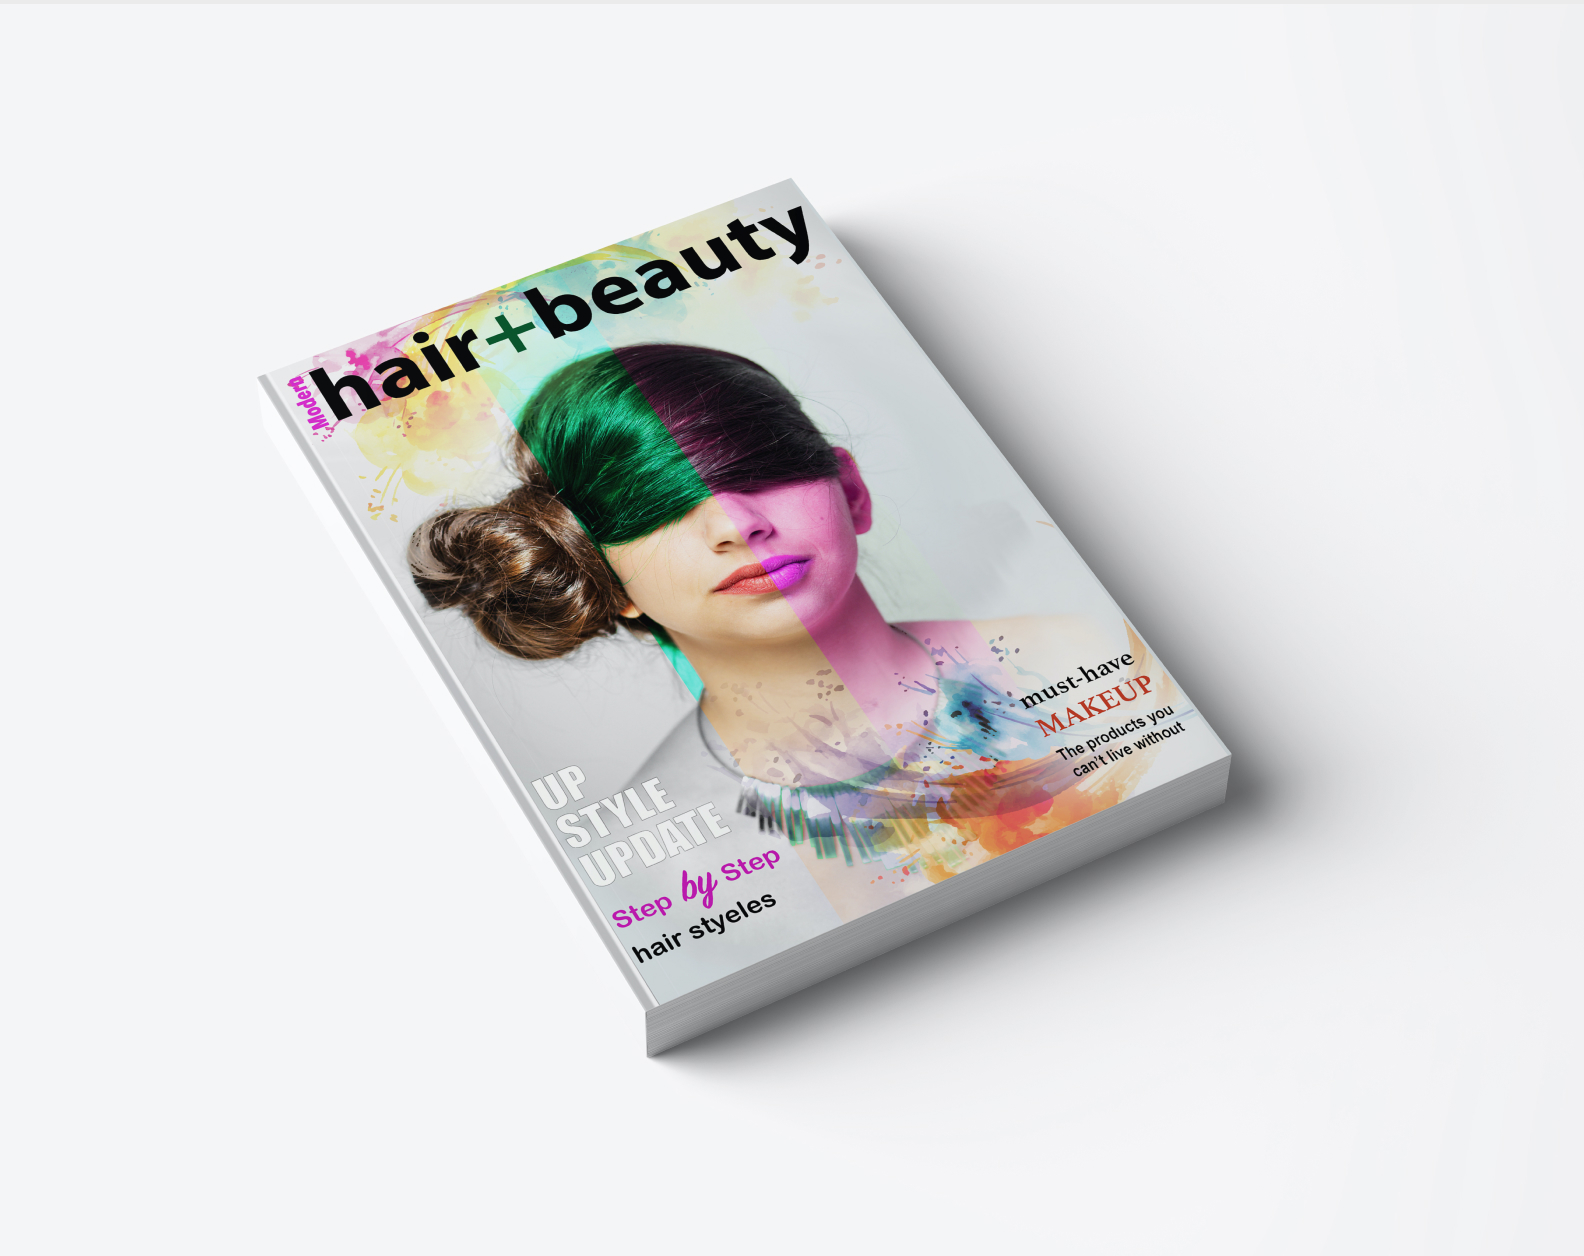 Modern
hair+beauty
must-have
MAKEUP
The products you
can't live without
UP
STYLE
UPDATE
Step by Step
hair styeles